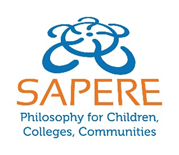 SAPERE
Philosophy for Children,
Colleges, Communities